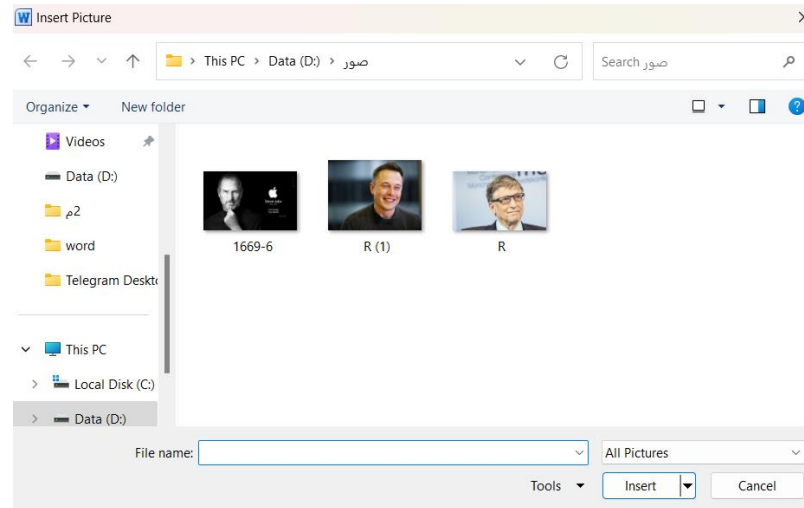 Insert Picture
This PC > Data (D:) > صور
Search صور
Organize
New folder
Videos
Data (D:)
2م
word
Telegram Deskto
This PC
Local Disk (C:)
Data (D:)
1669-6
R (1)
R
File name:
All Pictures
Tools
Insert
Cancel